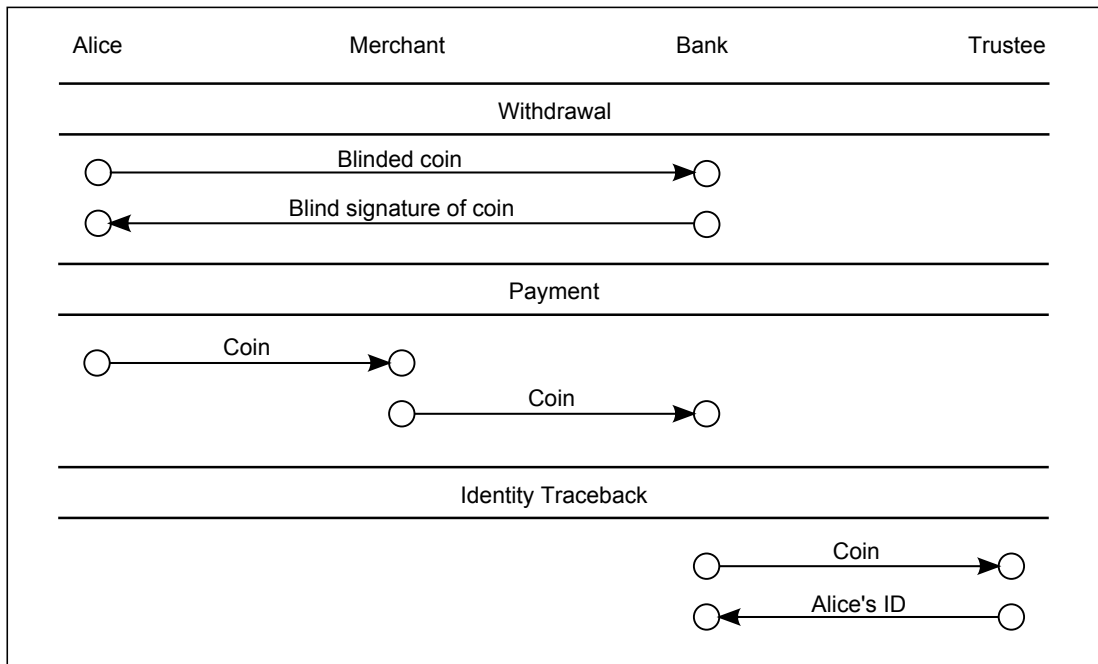 Alice Merchant Bank Trustee
Withdrawal
Blinded coin
Blind signature of coin
Payment
Coin
Coin
Identity Traceback
Coin
Alice's ID